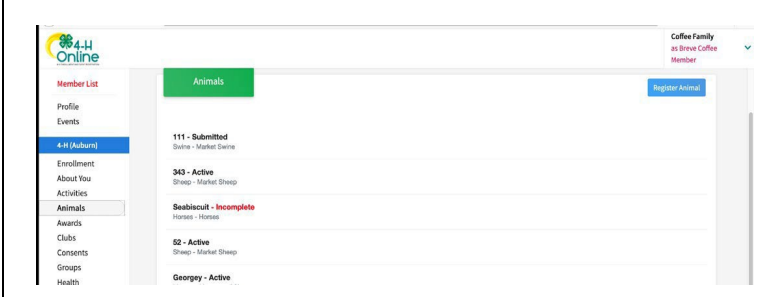 4-H
Online
Coffee Family
as Breve Coffee
Member
Member List
Profile
Events
4-H (Auburn)
Enrollment
About You
Activities
Animals
Awards
Clubs
Consents
Groups
Health
Animals
Register Animal
111 - Submitted
Swine - Market Swine
343 - Active
Sheep - Market Sheep
Seabiscuit - Incomplete
Horses - Horses
52 - Active
Sheep - Market Sheep
Georgey - Active